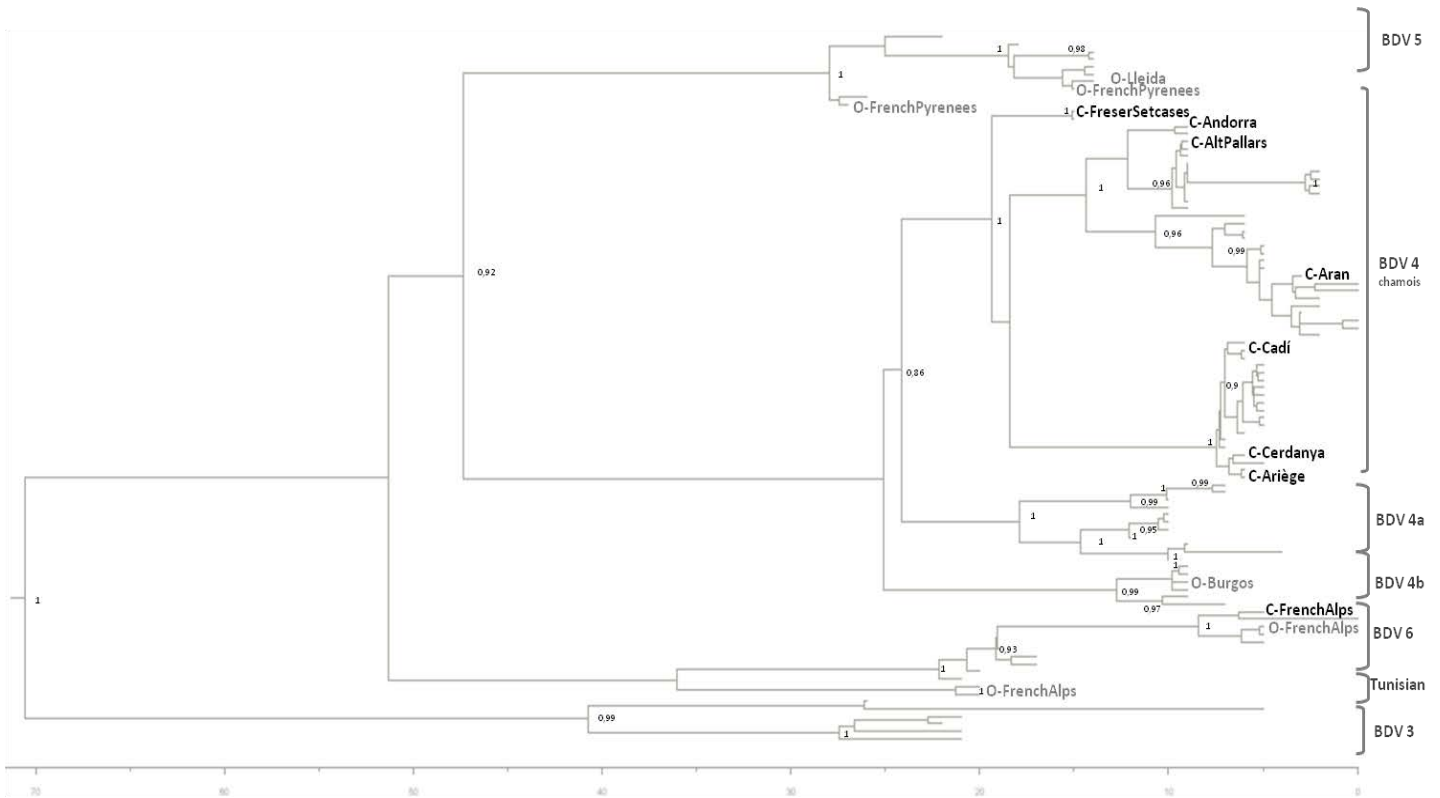 BDV 5
1
0,98
1
O-Lleida
O-FrenchPyrenees
O-FrenchPyrenees
1
C-FreserSetcases
C-Andorra
C-AltPallars
0,96
1
1
1
0,96
0,99
BDV 4
chamois
C-Aran
0,92
C-Cadí
0,86
0,9
1
C-Cerdanya
C-Ariège
0,99
1
0,99
1
BDV 4a
0,95
1
1
1
1
O-Burgos
BDV 4b
0,99
0,97
1
C-FrenchAlps
1
O-FrenchAlps
BDV 6
0,93
1
1
O-FrenchAlps
Tunisian
0,99
1
BDV 3
70
60
50
40
30
20
10
0